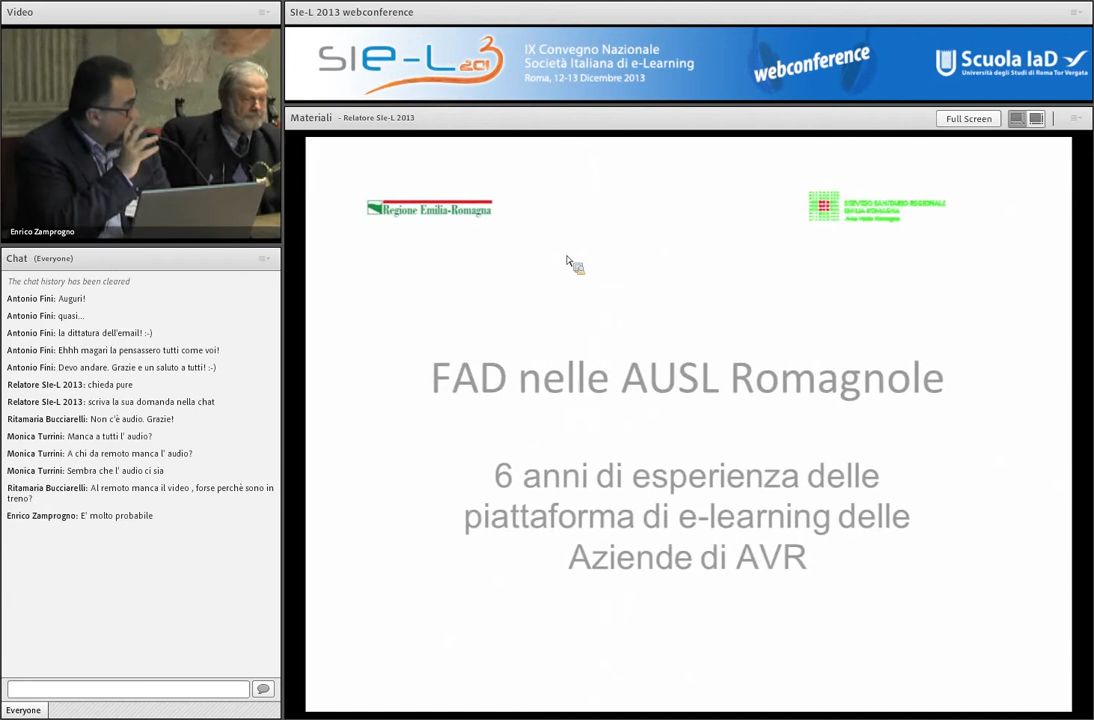 Video
SIe-L 2013 webconference
SIe-L 2013
IX Convegno Nazionale
Società Italiana di e-Learning
Roma, 12-13 Dicembre 2013
webconference
Scuola IaD
Università degli Studi di Roma Tor Vergata
Materiali - Relatore SIe-L 2013
Full Screen
Enrico Zamprogno
Regione Emilia-Romagna
SERVIZIO SANITARIO REGIONALE
EMILIA-ROMAGNA
FAD nelle AUSL Romagnole
6 anni di esperienza delle
piattaforma di e-learning delle
Aziende di AVR
Chat (Everyone)
The chat history has been cleared
Antonio Fini: Auguri!
Antonio Fini: quasi...
Antonio Fini: la dittatura dell'email! :-)
Antonio Fini: Ehhh magari la pensassero tutti come voi!
Antonio Fini: Devo andare. Grazie e un saluto a tutti! :-)
Relatore SIe-L 2013: chieda pure
Relatore SIe-L 2013: scriva la sua domanda nella chat
Ritamaria Bucciarelli: Non c'è audio. Grazie!
Monica Turrini: Manca a tutti l' audio?
Monica Turrini: A chi da remoto manca l' audio?
Monica Turrini: Sembra che l' audio ci sia
Ritamaria Bucciarelli: Al remoto manca il video , forse perchè sono in
treno?
Enrico Zamprogno: E' molto probabile
Everyone